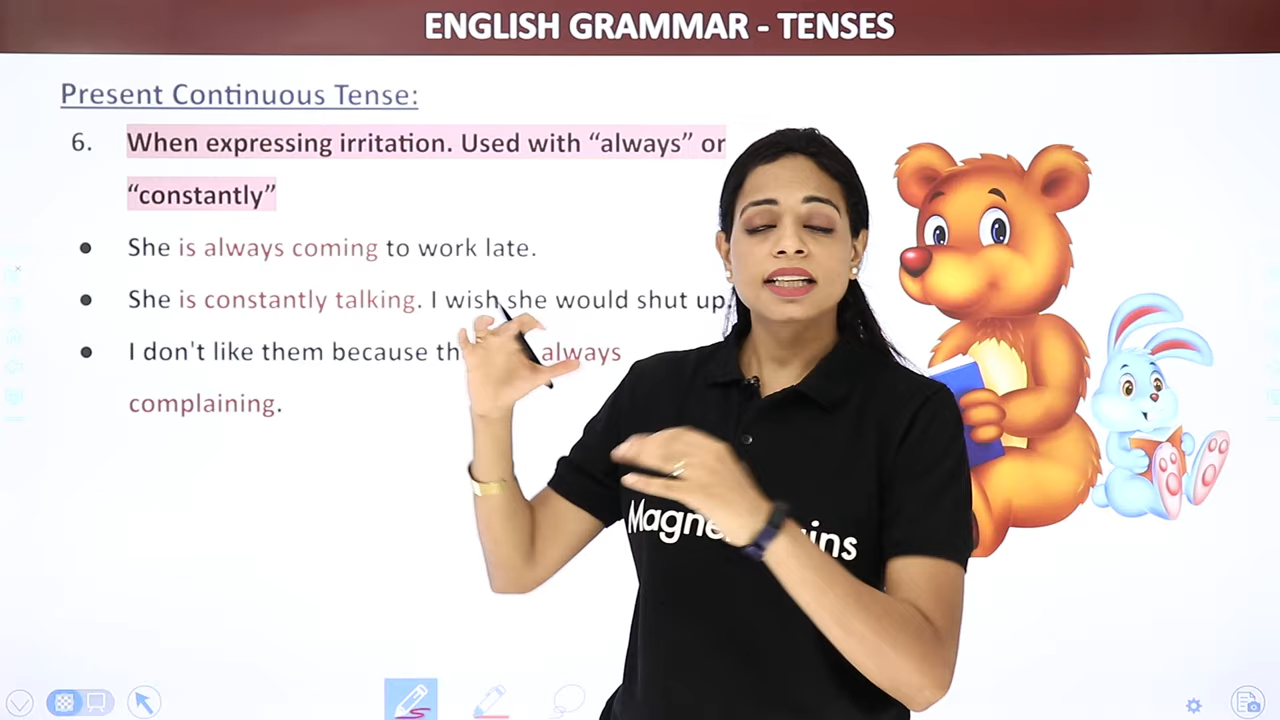 ENGLISH GRAMMAR - TENSES
Present Continuous Tense:
6. When expressing irritation. Used with “always” or
“constantly”
● She is always coming to work late.
● She is constantly talking. I wish she would shut up
● I don't like them because always
complaining.